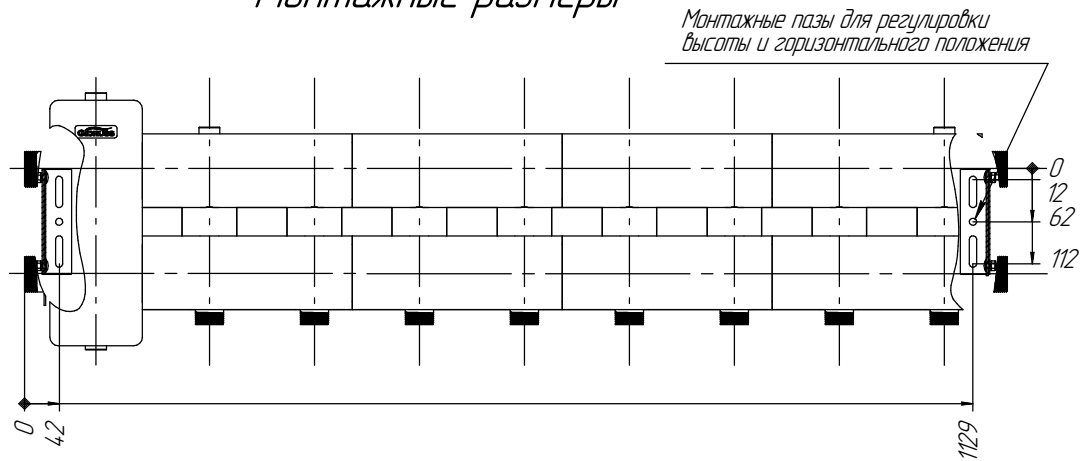 Монтажные размеры
Монтажные пазы для регулировки
высоты и горизонтального положения
0
12
62
112
0
42
1129